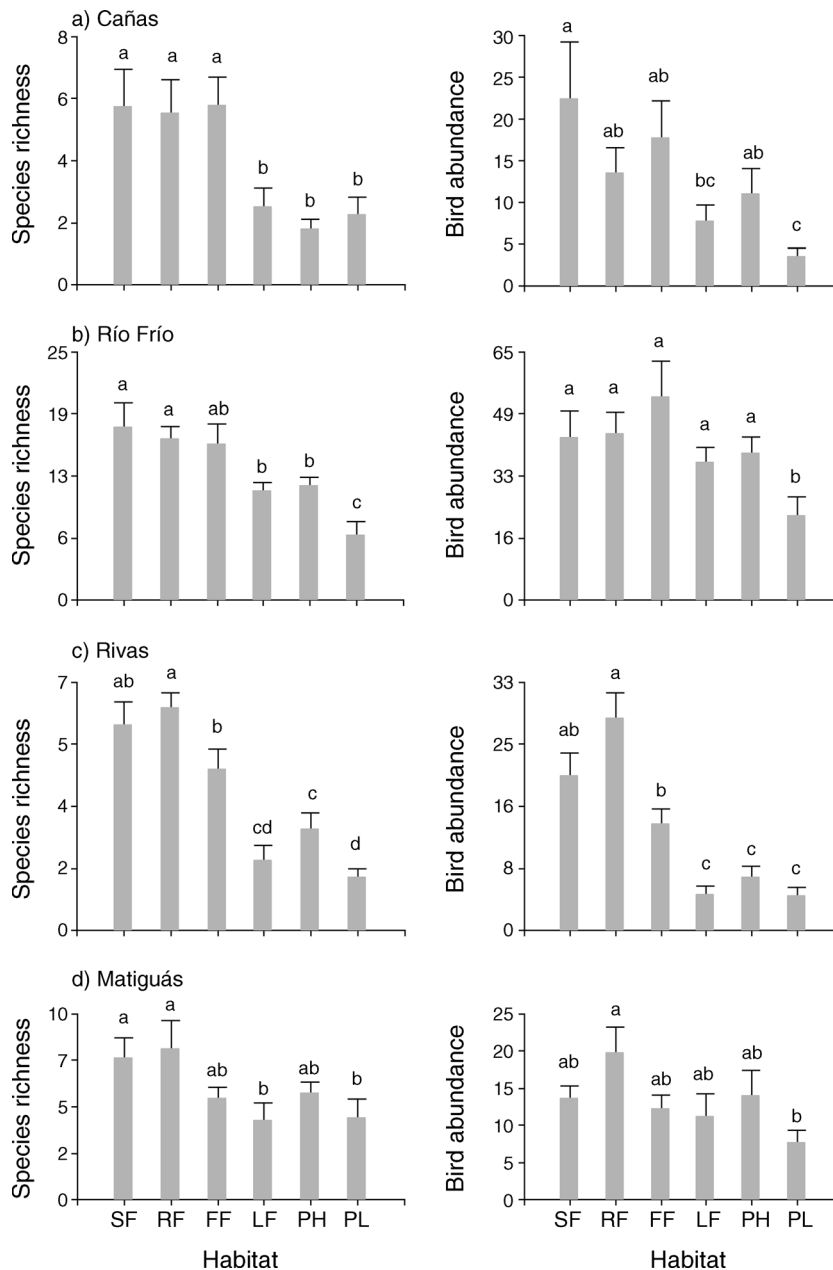 a) Cañas
Species richness
8
6
4
2
0
a a a b b b
Bird abundance
30
25
20
15
10
5
0
a ab ab bc ab c
b) Río Frío
Species richness
25
19
13
6
0
a a ab b b c
Bird abundance
65
49
33
16
0
a a a a a b
c) Rivas
Species richness
7
5
4
2
0
ab a b cd c d
Bird abundance
33
25
16
8
0
ab a b c c c
d) Matiguás
Species richness
10
7
5
2
0
a a ab b ab b
SF RF FF LF PH PL
Habitat
Bird abundance
25
20
15
10
5
0
ab a ab ab ab b
SF RF FF LF PH PL
Habitat